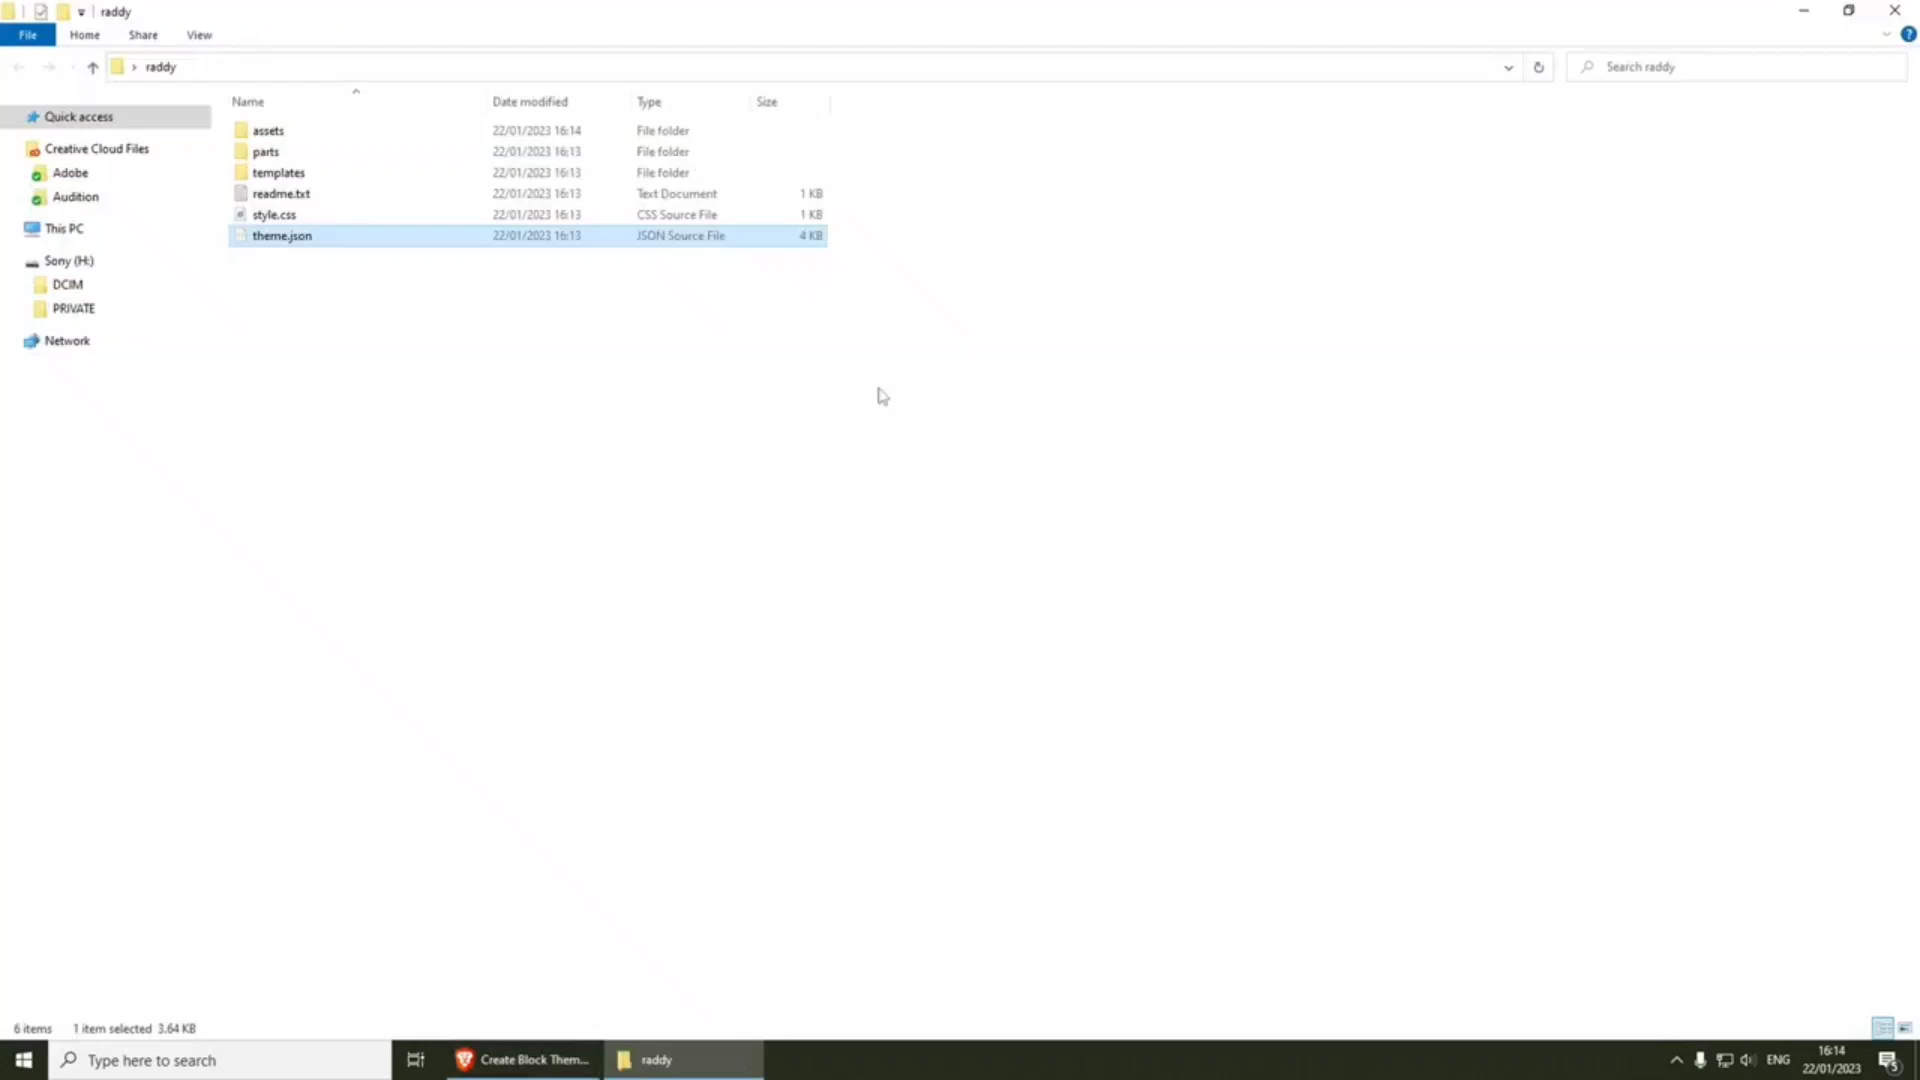 raddy
File Home Share View
raddy
Search raddy
Name Date modified Type Size
Quick access
Creative Cloud Files
Adobe
Audition
This PC
Sony (H:)
DCIM
PRIVATE
Network
assets 22/01/2023 16:14 File folder
parts 22/01/2023 16:13 File folder
templates 22/01/2023 16:13 File folder
readme.txt 22/01/2023 16:13 Text Document 1 KB
style.css 22/01/2023 16:13 CSS Source File 1 KB
theme.json 22/01/2023 16:13 JSON Source File 4 KB
6 items 1 item selected 3.64 KB
Type here to search
Create Block Them...
raddy
ENG
16:14
22/01/2023
5